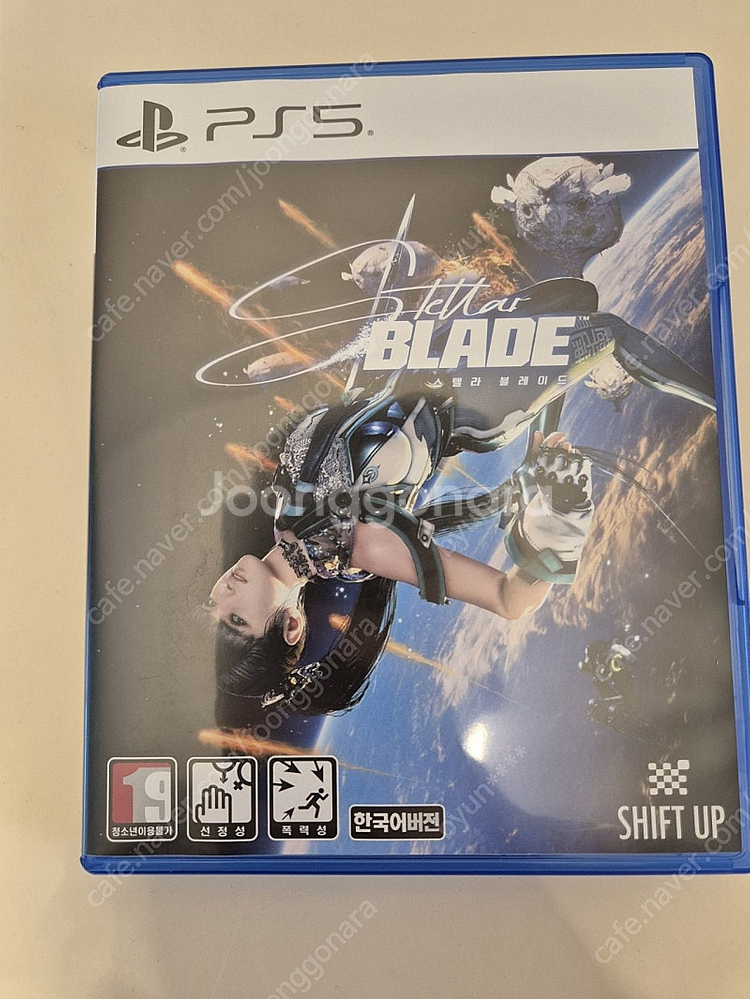 PS5
Stellar
BLADE™
스텔라 블레이드
Joonggonara
19
청소년이용불가
선정성
폭력성
한국어버전
SHIFT UP
cafe.naver.com/joonggonara